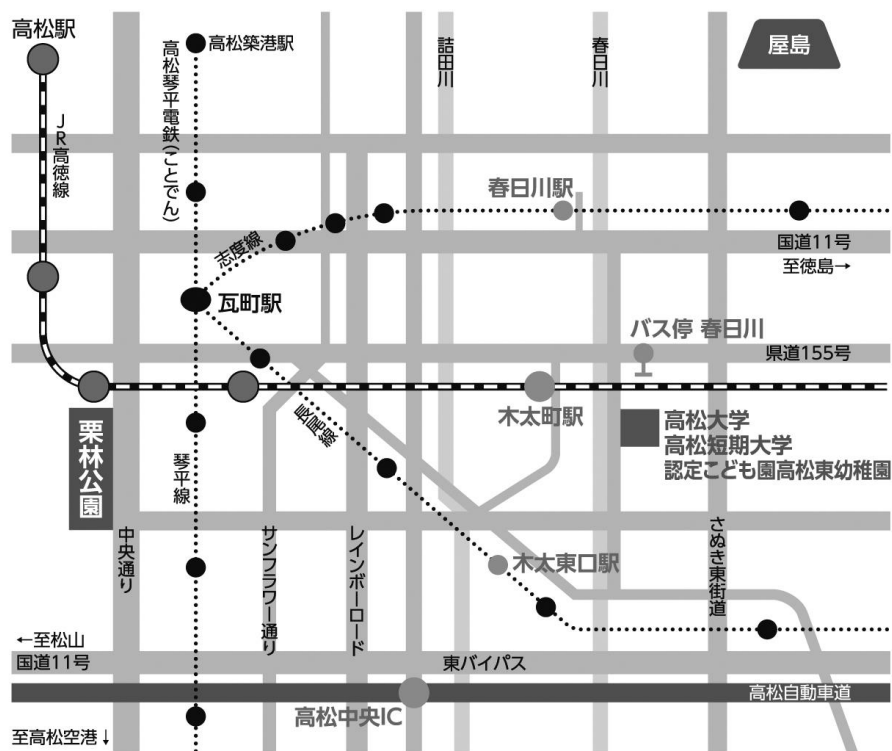 高松駅
高松築港駅
詰田川
春日川
屋島
JR高徳線
高松琴平電鉄(ことでん)
春日川駅
志度線
国道11号
至徳島→
瓦町駅
バス停 春日川
県道155号
木太町駅
高松大学
高松短期大学
認定こども園高松東幼稚園
栗林公園
長尾線
琴平線
中央通り
サンフラワー通り
レインボーロード
さぬき東街道
木太東口駅
←至松山
国道11号
東バイパス
高松自動車道
高松中央IC
至高松空港↓